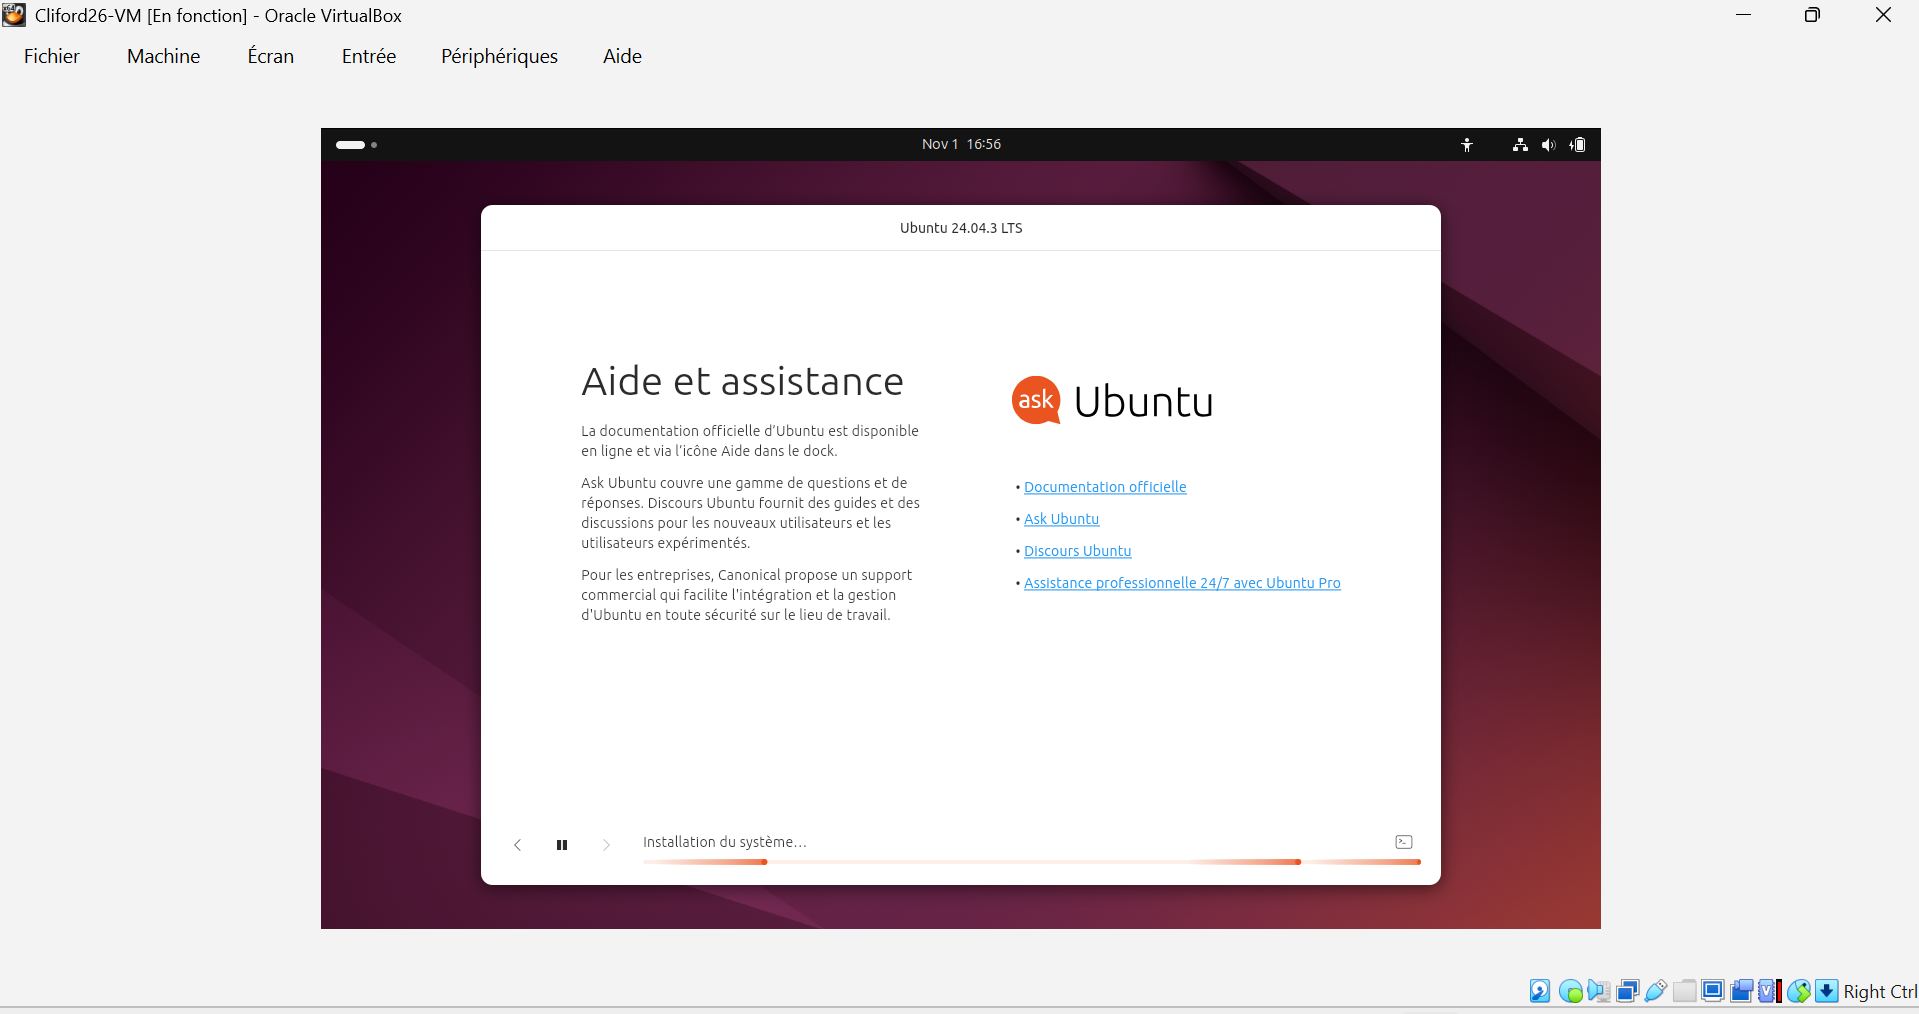 Cliford26-VM [En fonction] - Oracle VirtualBox
Fichier Machine Écran Entrée Périphériques Aide
Nov 1 16:56
Ubuntu 24.04.3 LTS
Aide et assistance
La documentation officielle d’Ubuntu est disponible
en ligne et via l’icône Aide dans le dock.
Ask Ubuntu couvre une gamme de questions et de
réponses. Discours Ubuntu fournit des guides et des
discussions pour les nouveaux utilisateurs et les
utilisateurs expérimentés.
Pour les entreprises, Canonical propose un support
commercial qui facilite l'intégration et la gestion
d'Ubuntu en toute sécurité sur le lieu de travail.
ask Ubuntu
• Documentation officielle
• Ask Ubuntu
• Discours Ubuntu
• Assistance professionnelle 24/7 avec Ubuntu Pro
Installation du système...
Right Ctrl